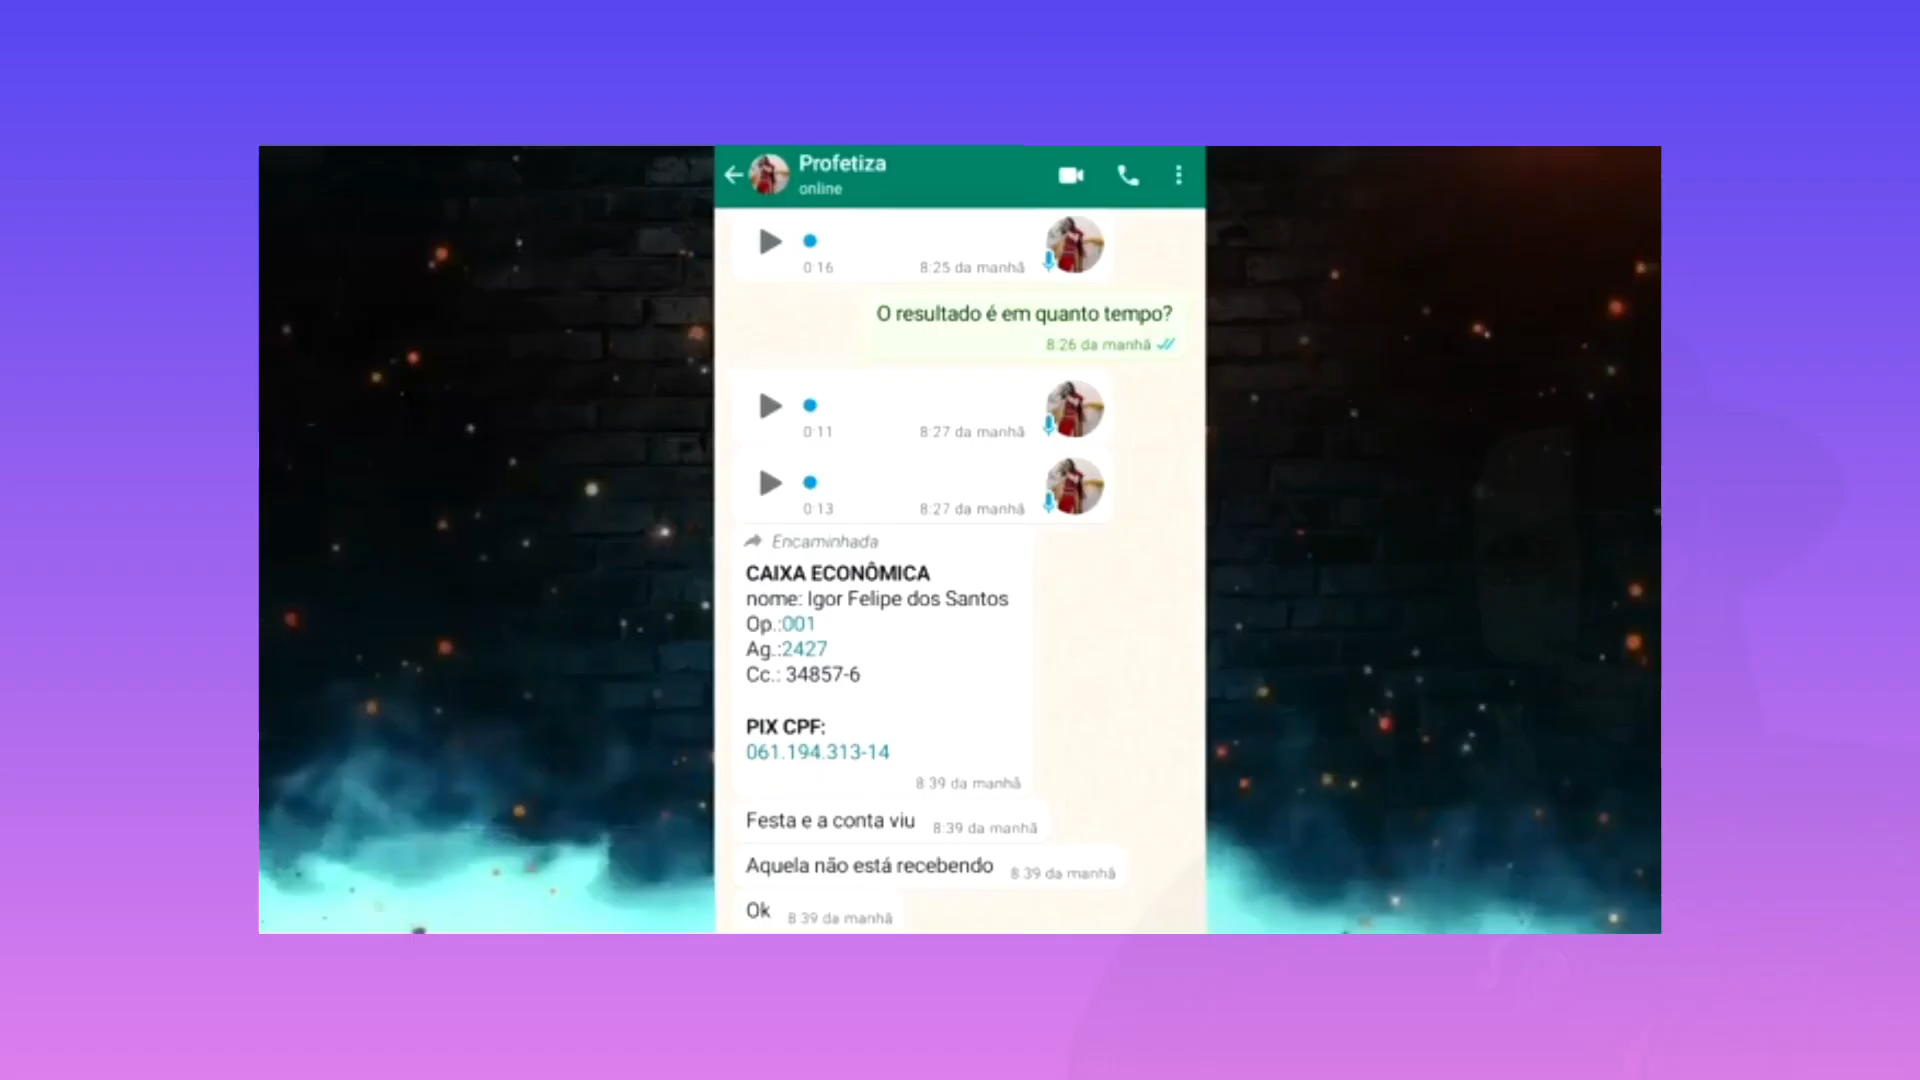 Profetiza
online
0:16 8:25 da manhã
O resultado é em quanto tempo?
8:26 da manhã
0:11 8:27 da manhã
0:13 8:27 da manhã
Encaminhada
CAIXA ECONÔMICA
nome: Igor Felipe dos Santos
Op.:001
Ag.:2427
Cc.: 34857-6
PIX CPF:
061.194.313-14
8:39 da manhã
Festa e a conta viu 8:39 da manhã
Aquela não está recebendo 8:39 da manhã
Ok 8:39 da manhã